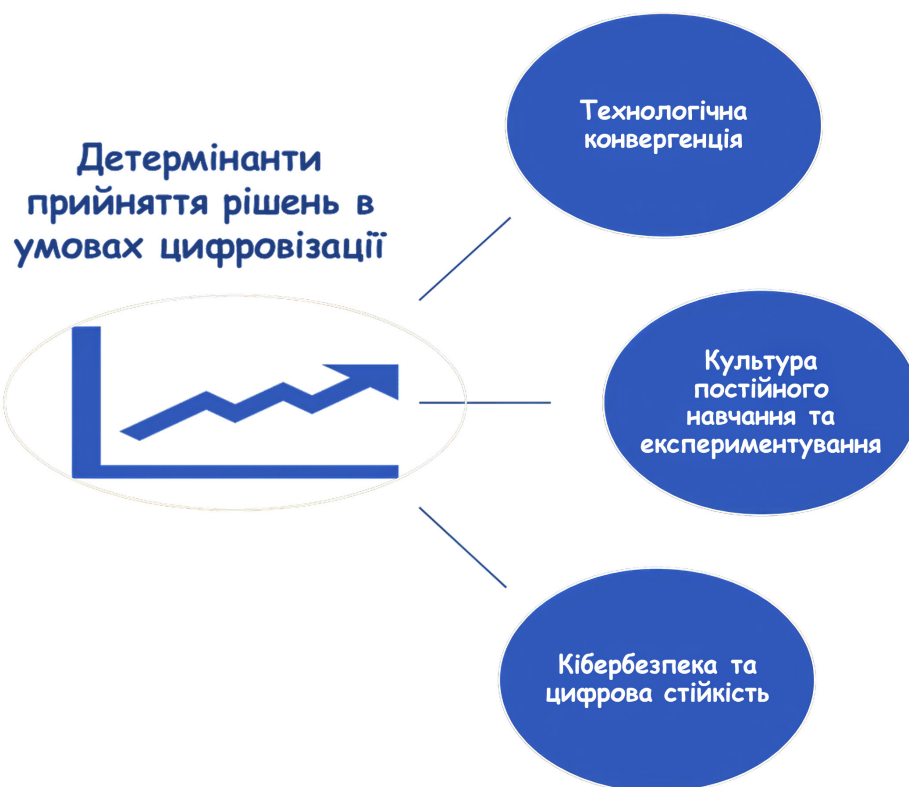 Детермінанти
прийняття рішень в
умовах цифровізації
Технологічна
конвергенція
Культура
постійного
навчання та
експериментування
Кібербезпека та
цифрова стійкість